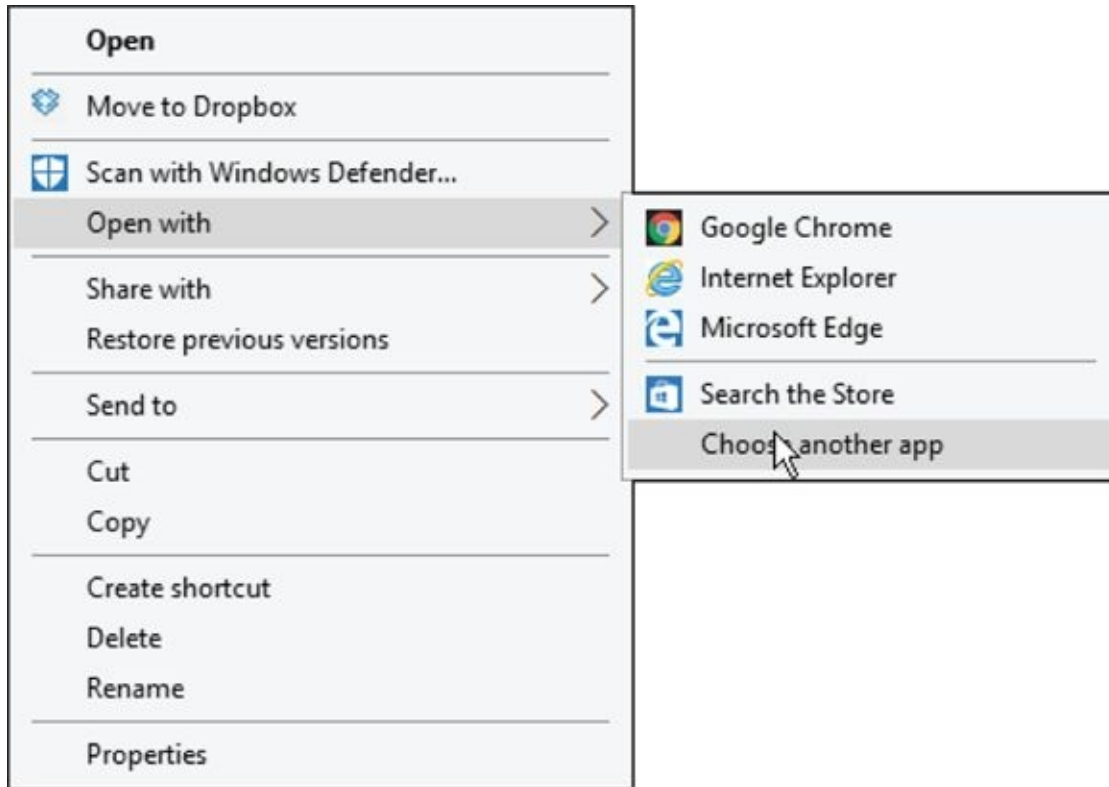 Open
Move to Dropbox
Scan with Windows Defender...
Open with
Share with
Restore previous versions
Send to
Cut
Copy
Create shortcut
Delete
Rename
Properties
Google Chrome
Internet Explorer
Microsoft Edge
Search the Store
Choose another app